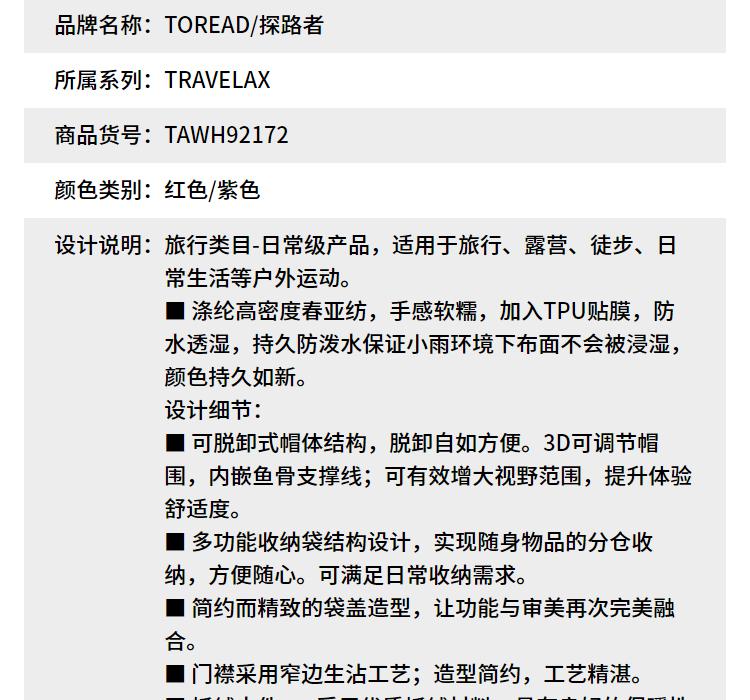 品牌名称：TOREAD/探路者
所属系列：TRAVELAX
商品货号：TAWH92172
颜色类别：红色/紫色
设计说明：旅行类目-日常级产品，适用于旅行、露营、徒步、日
常生活等户外运动。
■ 涤纶高密度春亚纺，手感软糯，加入TPU贴膜，防
水透湿，持久防泼水保证小雨环境下布面不会被浸湿，
颜色持久如新。
设计细节：
■ 可脱卸式帽体结构，脱卸自如方便。3D可调节帽
围，内嵌鱼骨支撑线；可有效增大视野范围，提升体验
舒适度。
■ 多功能收纳袋结构设计，实现随身物品的分仓收
纳，方便随心。可满足日常收纳需求。
■ 简约而精致的袋盖造型，让功能与审美再次完美融
合。
■ 门襟采用窄边生沾工艺；造型简约，工艺精湛。